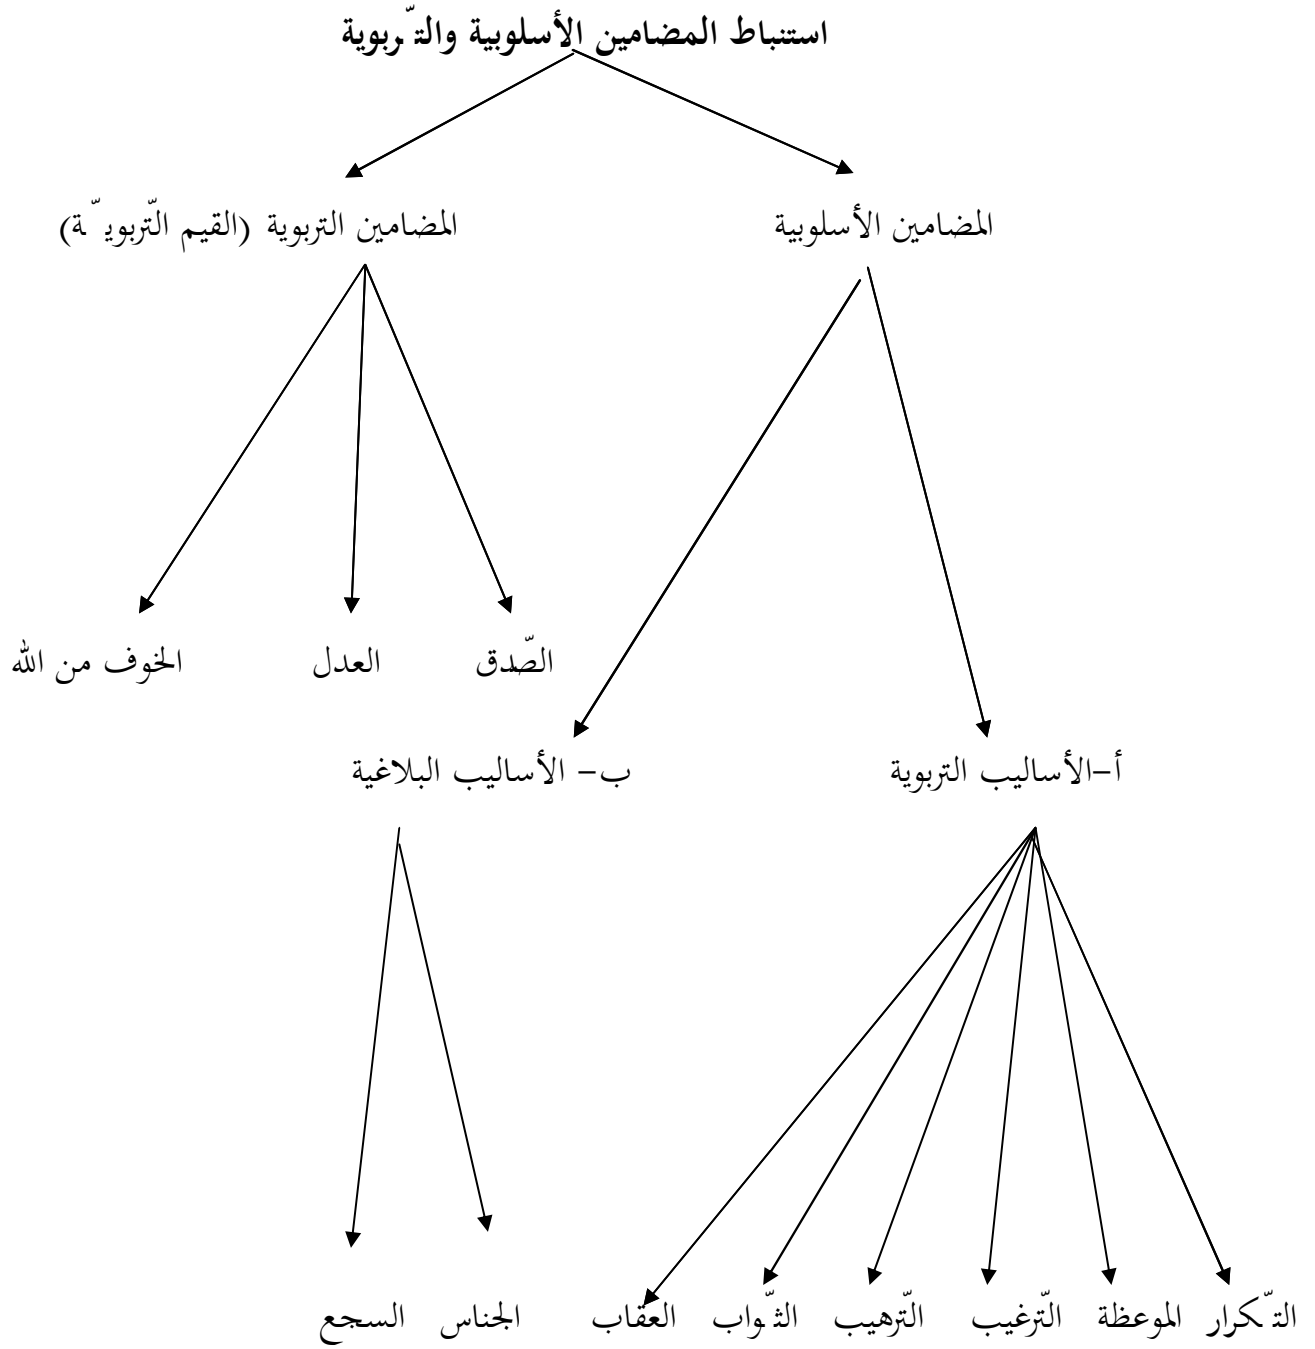 استنباط المضامين الأسلوبية والتّربوية
المضامين الأسلوبية
المضامين التربوية (القيم التّربويّة)
الصّدق
العدل
الخوف من الله
أ-الأساليب التربوية
ب- الأساليب البلاغية
التّكرار
الموعظة
التّرغيب
التّرهيب
الثّواب
العقاب
الجناس
السجع